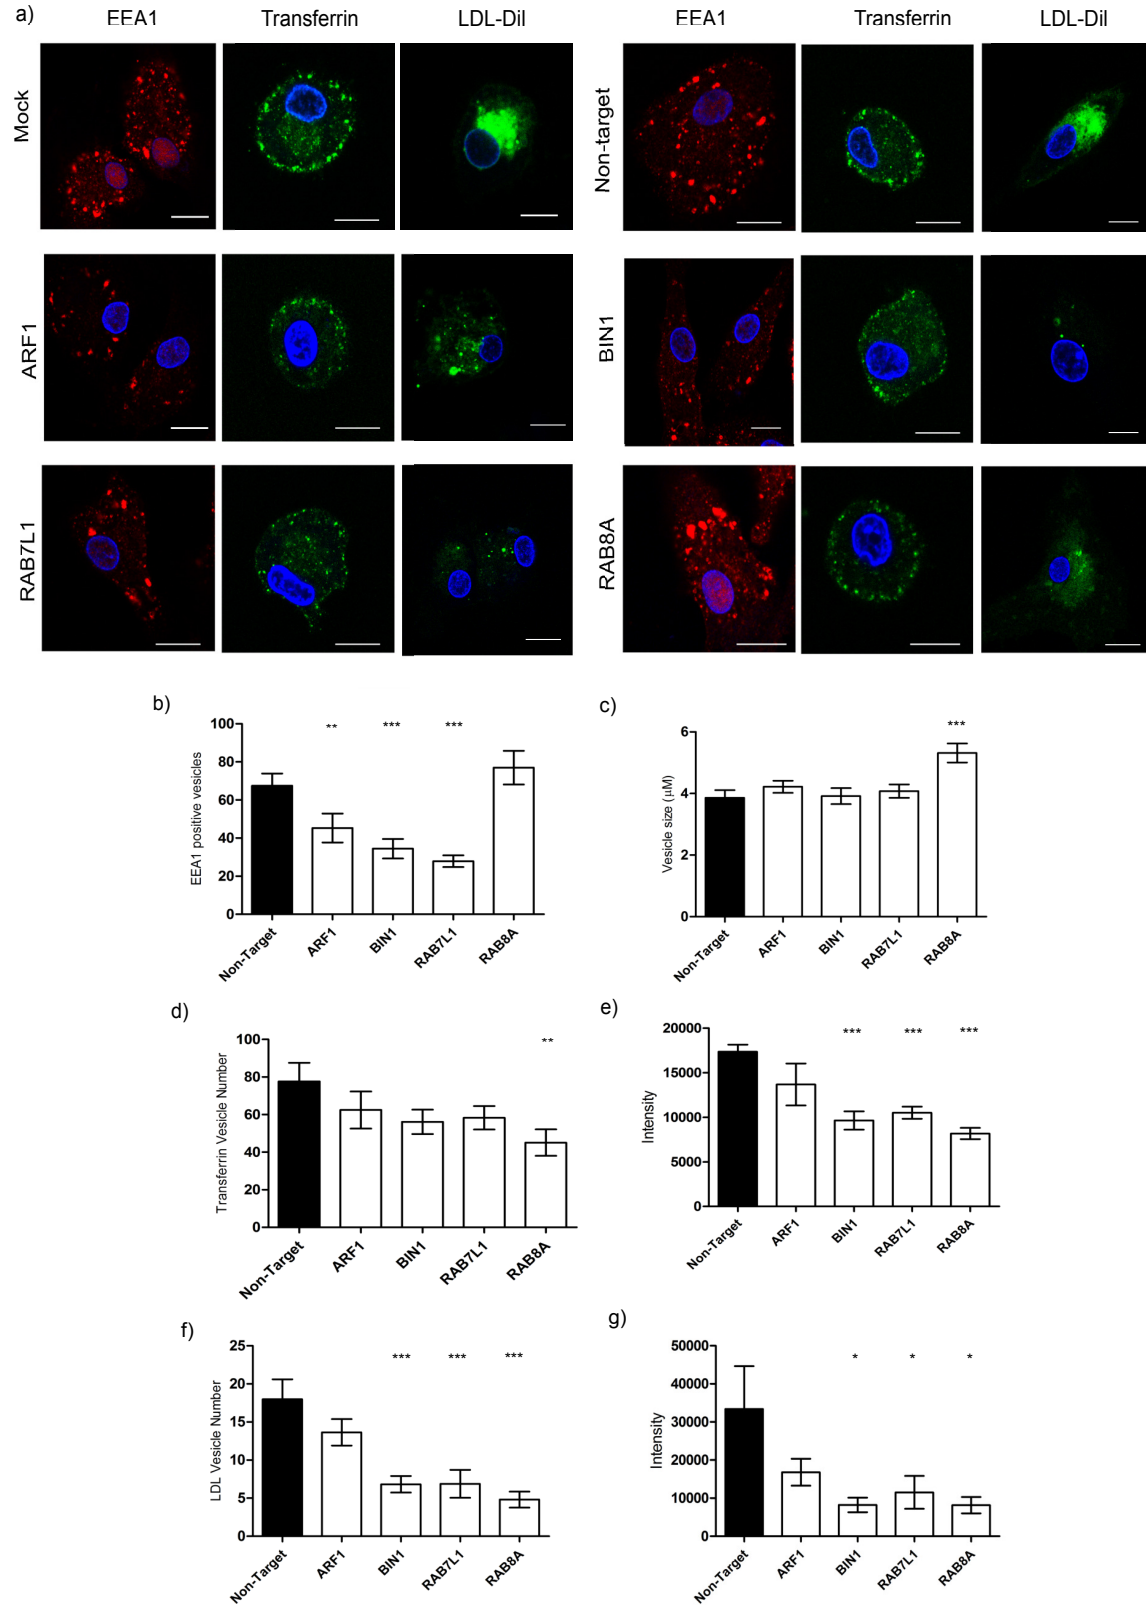 a)
EEA1 Transferrin LDL-Dil EEA1 Transferrin LDL-Dil
Mock
Non-target
ARF1
BIN1
RAB7L1
RAB8A
b)
EEA1 positive vesicles
100
80
60
40
20
0
** *** ***
Non-Target ARF1 BIN1 RAB7L1 RAB8A
c)
Vesicle size (μM)
6
4
2
0
***
Non-Target ARF1 BIN1 RAB7L1 RAB8A
d)
Transferrin Vesicle Number
100
80
60
40
20
0
**
Non-Target ARF1 BIN1 RAB7L1 RAB8A
e)
Intensity
20000
15000
10000
5000
0
*** *** ***
Non-Target ARF1 BIN1 RAB7L1 RAB8A
f)
LDL Vesicle Number
25
20
15
10
5
0
*** *** ***
Non-Target ARF1 BIN1 RAB7L1 RAB8A
g)
Intensity
50000
40000
30000
20000
10000
0
* * *
Non-Target ARF1 BIN1 RAB7L1 RAB8A